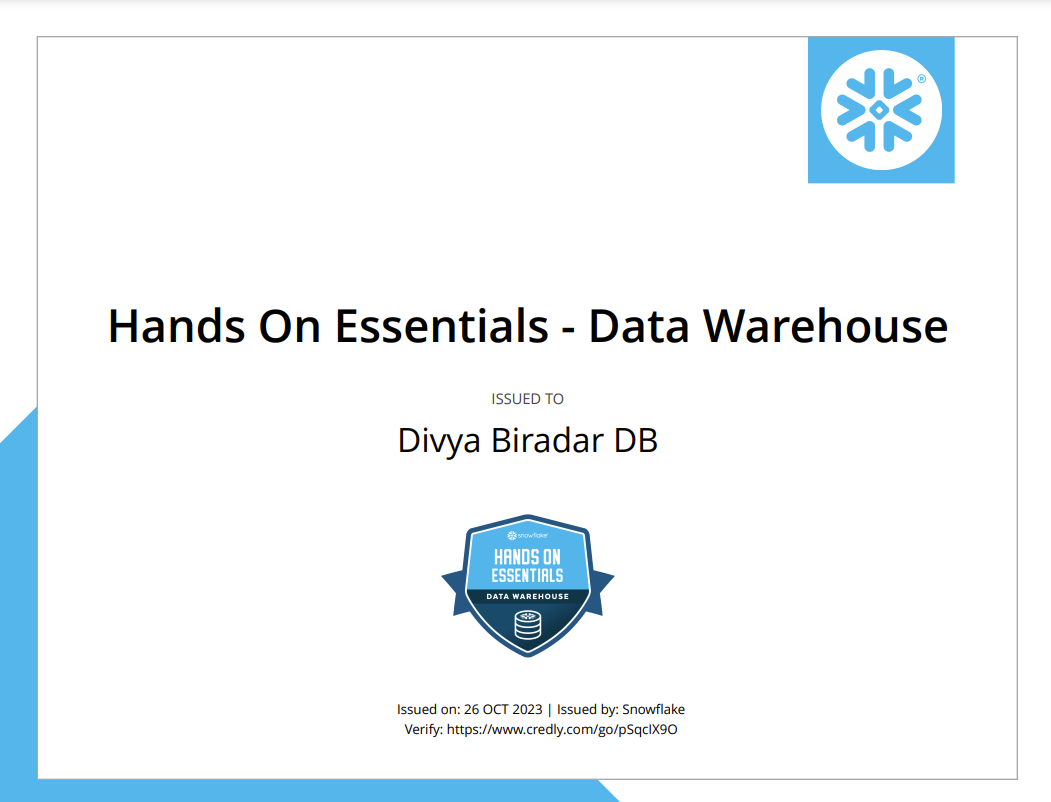 ®
Hands On Essentials - Data Warehouse
ISSUED TO
Divya Biradar DB
snowflake
HANDS ON
ESSENTIALS
DATA WAREHOUSE
Issued on: 26 OCT 2023 | Issued by: Snowflake
Verify: https://www.credly.com/go/pSqcIX9O